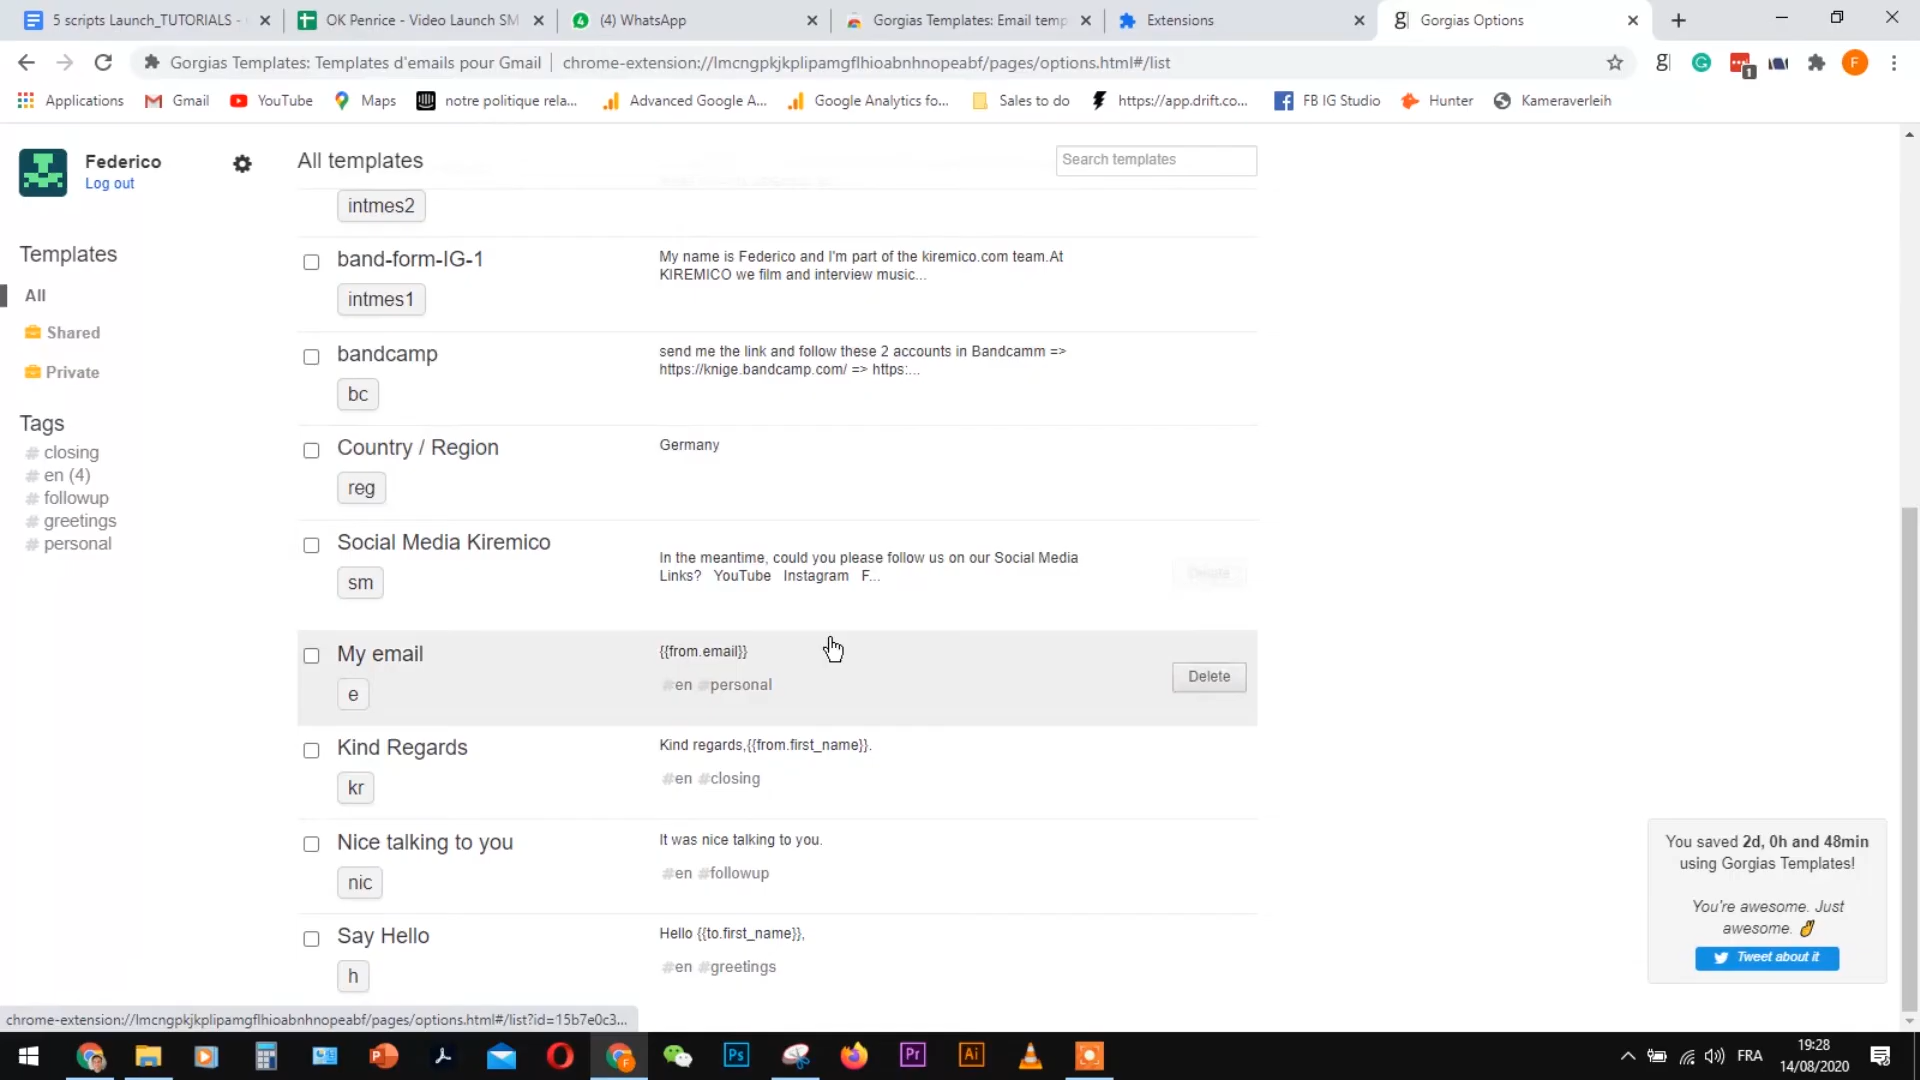 5 scripts Launch_TUTORIALS -
OK Penrice - Video Launch SM
(4) WhatsApp
Gorgias Templates: Email temp
Extensions
Gorgias Options
Gorgias Templates: Templates d'emails pour Gmail
chrome-extension://lmcngpkjkplipamgflhioabnhnopeabf/pages/options.html#/list
1
F
Applications
Gmail
YouTube
Maps
notre politique rela...
Advanced Google A...
Google Analytics fo...
Sales to do
https://app.drift.co...
FB IG Studio
Hunter
Kameraverleih
Federico
Log out
Templates
All
Shared
Private
Tags
# closing
# en (4)
# followup
# greetings
# personal
All templates
Search templates
intmes2
band-form-IG-1
intmes1
My name is Federico and I'm part of the kiremico.com team.At
KIREMICO we film and interview music...
bandcamp
bc
send me the link and follow these 2 accounts in Bandcamm =>
https://knige.bandcamp.com/ => https:...
Country / Region
reg
Germany
Social Media Kiremico
sm
In the meantime, could you please follow us on our Social Media
Links? YouTube Instagram F...
Delete
My email
e
{{from.email}}
#en #personal
Delete
Kind Regards
kr
Kind regards,{{from.first_name}}.
#en #closing
Nice talking to you
nic
It was nice talking to you.
#en #followup
Say Hello
h
Hello {{to.first_name}},
#en #greetings
You saved 2d, 0h and 48min
using Gorgias Templates!
You're awesome. Just
awesome.
Tweet about it
chrome-extension://lmcngpkjkplipamgflhioabnhnopeabf/pages/options.html#/list?id=15b7e0c3...
Ps
Pr
Ai
FRA
19:28
14/08/2020